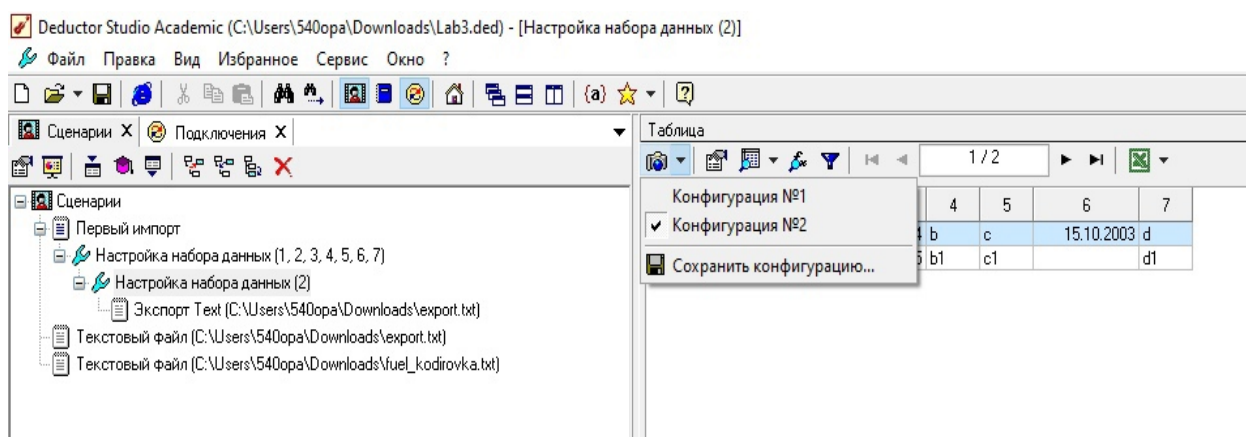 Deductor Studio Academic (C:\Users\540opa\Downloads\Lab3.ded) - [Настройка набора данных (2)]
Файл Правка Вид Избранное Сервис Окно ?
{a}
Сценарии X Подключения X
Таблица
1 / 2
Сценарии
Первый импорт
Настройка набора данных (1, 2, 3, 4, 5, 6, 7)
Настройка набора данных (2)
Экспорт Text (C:\Users\540opa\Downloads\export.txt)
Текстовый файл (C:\Users\540opa\Downloads\export.txt)
Текстовый файл (C:\Users\540opa\Downloads\fuel_kodirovka.txt)
Конфигурация №1
Конфигурация №2
Сохранить конфигурацию...
4 5 6 7
4 b c 15.10.2003 d
b1 c1 d1